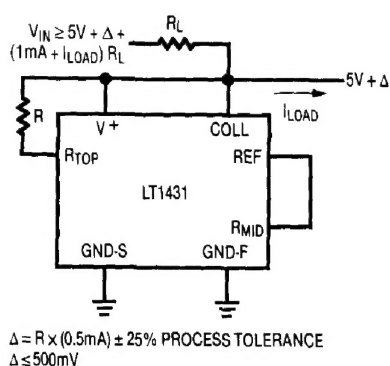 V_IN ≥ 5V + Δ +
(1mA + I_LOAD) R_L
R_L
5V + Δ
I_LOAD
R
V+
COLL
R_TOP
REF
LT1431
R_MID
GND-S
GND-F
Δ = R x (0.5mA) ± 25% PROCESS TOLERANCE
Δ ≤ 500mV